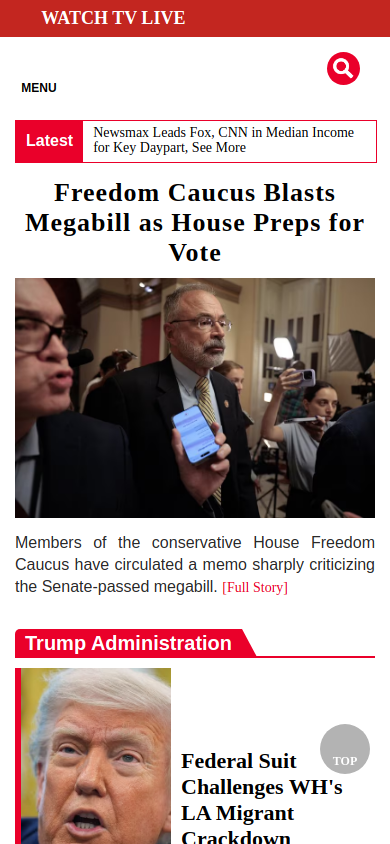 WATCH TV LIVE
MENU
Latest
Newsmax Leads Fox, CNN in Median Income
for Key Daypart, See More
Freedom Caucus Blasts
Megabill as House Preps for
Vote
Members of the conservative House Freedom
Caucus have circulated a memo sharply criticizing
the Senate-passed megabill. [Full Story]
Trump Administration
Federal Suit
Challenges WH's
LA Migrant
Crackdown
TOP